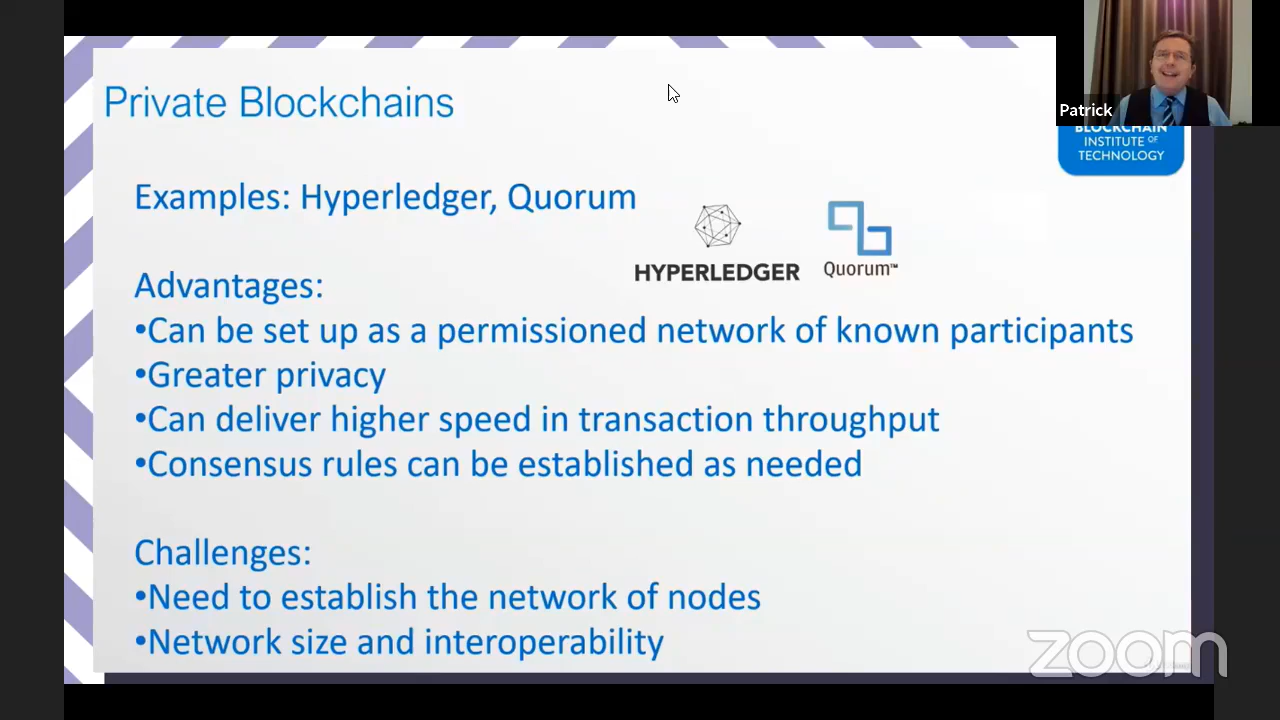 Private Blockchains
Patrick
BLOCKCHAIN
INSTITUTE OF
TECHNOLOGY
Examples: Hyperledger, Quorum
HYPERLEDGER
Quorum™
Advantages:
•Can be set up as a permissioned network of known participants
•Greater privacy
•Can deliver higher speed in transaction throughput
•Consensus rules can be established as needed
Challenges:
•Need to establish the network of nodes
•Network size and interoperability
zoom